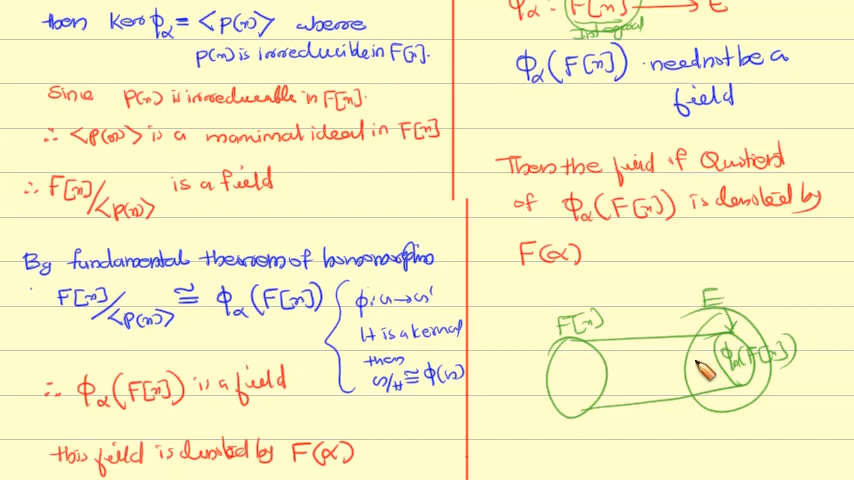 then Ker ϕα = <p(x)> where
p(x) is irreducible in F[x].
Since p(x) is irreducable in F[x].
∴ <p(x)> is a maximal ideal in F[x]
∴ F[x]/<p(x)> is a field
By fundamental theorem of homomorphism
F[x]/<p(x)> ≅ ϕα(F[x])
ϕ: G→G'
H is a kernal
then
G/H ≅ ϕ(G)
∴ ϕα(F[x]) is a field
this field is denoted by F(α)
ϕα : F[x] → E
Integral
ϕα(F[x]) need not be a
field
Then the field of Quotient
of ϕα(F[x]) is denoted by
F(α)
E
F[x]
ϕα(F[x])